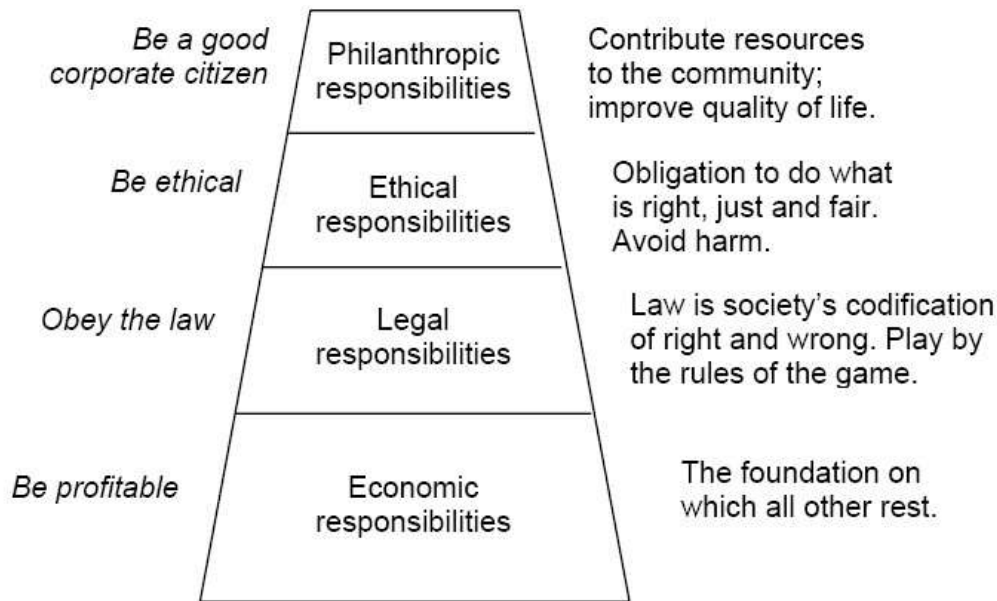 Be a good
corporate citizen
Philanthropic
responsibilities
Contribute resources
to the community;
improve quality of life.
Be ethical
Ethical
responsibilities
Obligation to do what
is right, just and fair.
Avoid harm.
Obey the law
Legal
responsibilities
Law is society’s codification
of right and wrong. Play by
the rules of the game.
Be profitable
Economic
responsibilities
The foundation on
which all other rest.